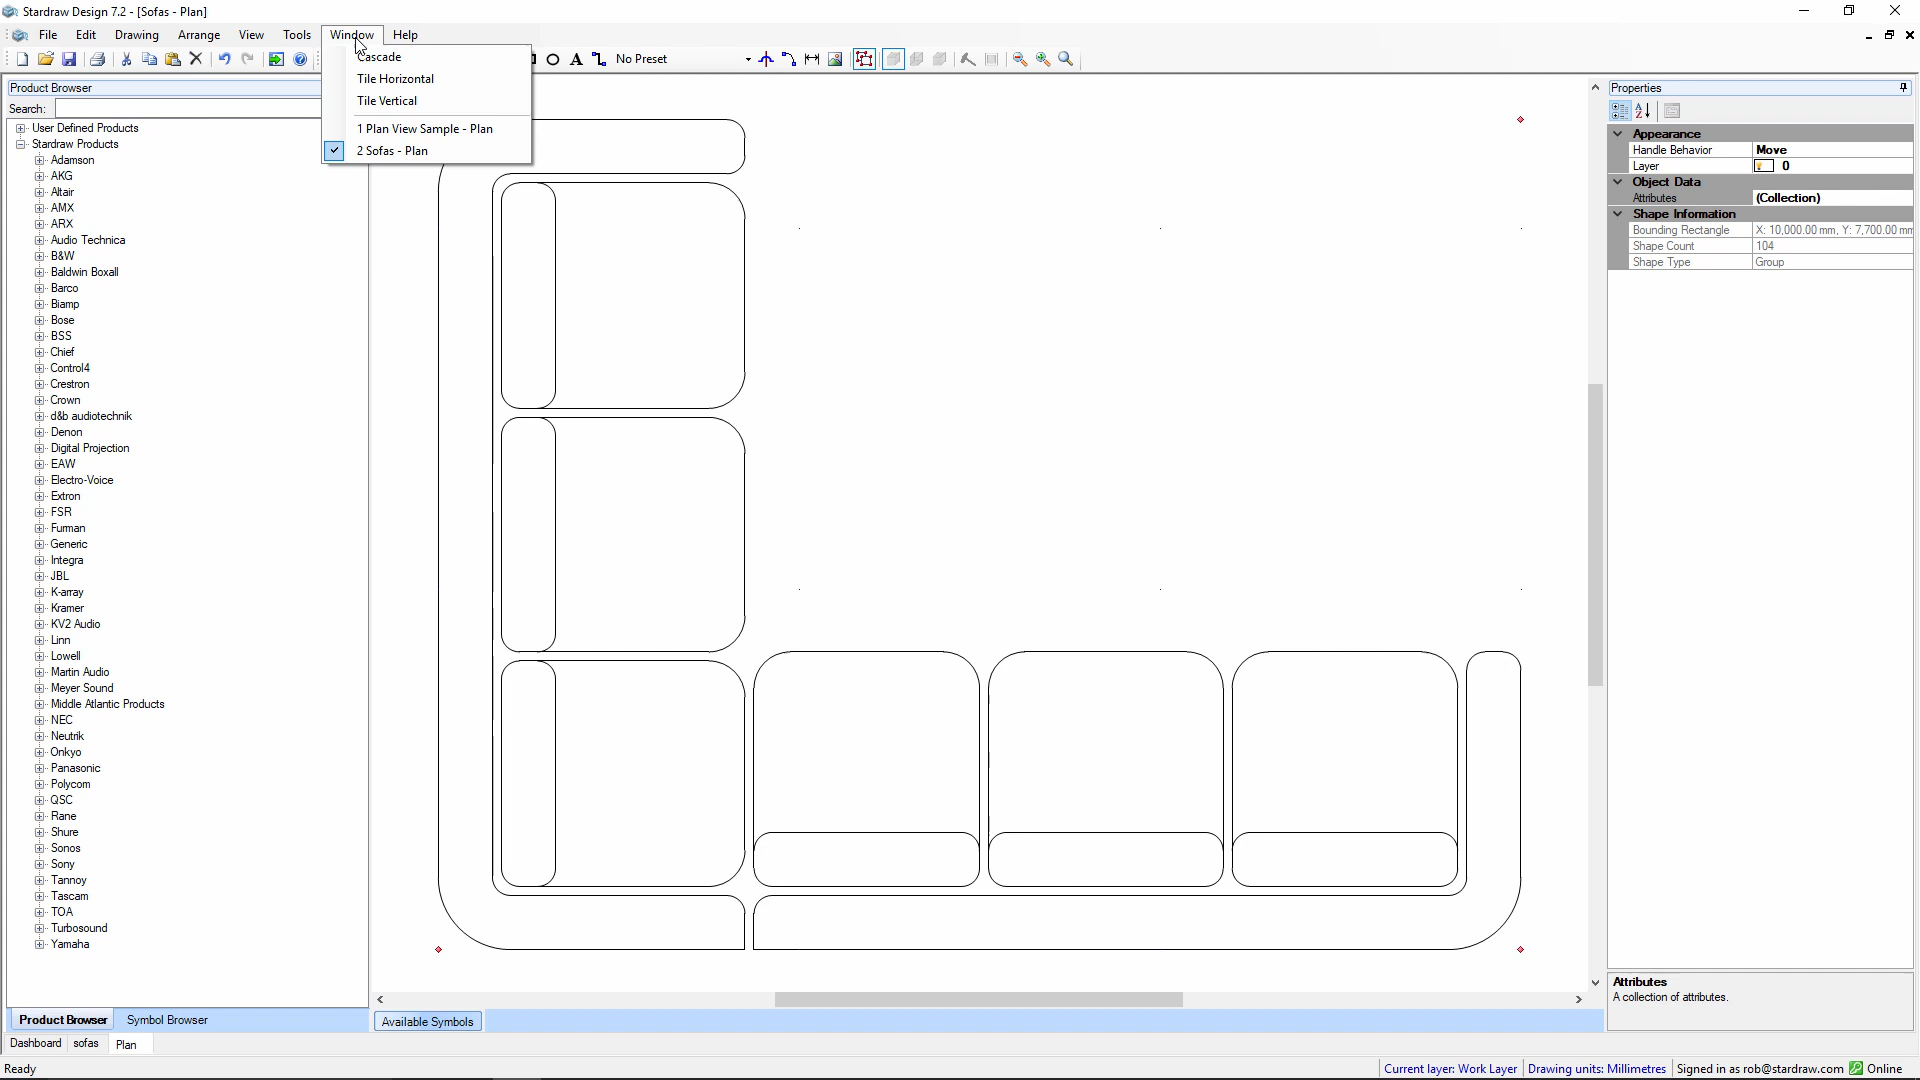 Stardraw Design 7.2 - [Sofas - Plan]
File Edit Drawing Arrange View Tools Window Help
No Preset
Cascade
Tile Horizontal
Tile Vertical
1 Plan View Sample - Plan
2 Sofas - Plan
Product Browser
Search:
User Defined Products
Stardraw Products
Adamson
AKG
Altair
AMX
ARX
Audio Technica
B&W
Baldwin Boxall
Barco
Biamp
Bose
BSS
Chief
Control4
Crestron
Crown
d&b audiotechnik
Denon
Digital Projection
EAW
Electro-Voice
Extron
FSR
Furman
Generic
Integra
JBL
K-array
Kramer
KV2 Audio
Linn
Lowell
Martin Audio
Meyer Sound
Middle Atlantic Products
NEC
Neutrik
Onkyo
Panasonic
Polycom
QSC
Rane
Shure
Sonos
Sony
Tannoy
Tascam
TOA
Turbosound
Yamaha
Product Browser Symbol Browser
Available Symbols
Dashboard sofas Plan
Properties
Appearance
Handle Behavior Move
Layer 0
Object Data
Attributes (Collection)
Shape Information
Bounding Rectangle X: 10,000.00 mm, Y: 7,700.00 mm
Shape Count 104
Shape Type Group
Attributes
A collection of attributes.
Ready
Current layer: Work Layer Drawing units: Millimetres Signed in as rob@stardraw.com Online